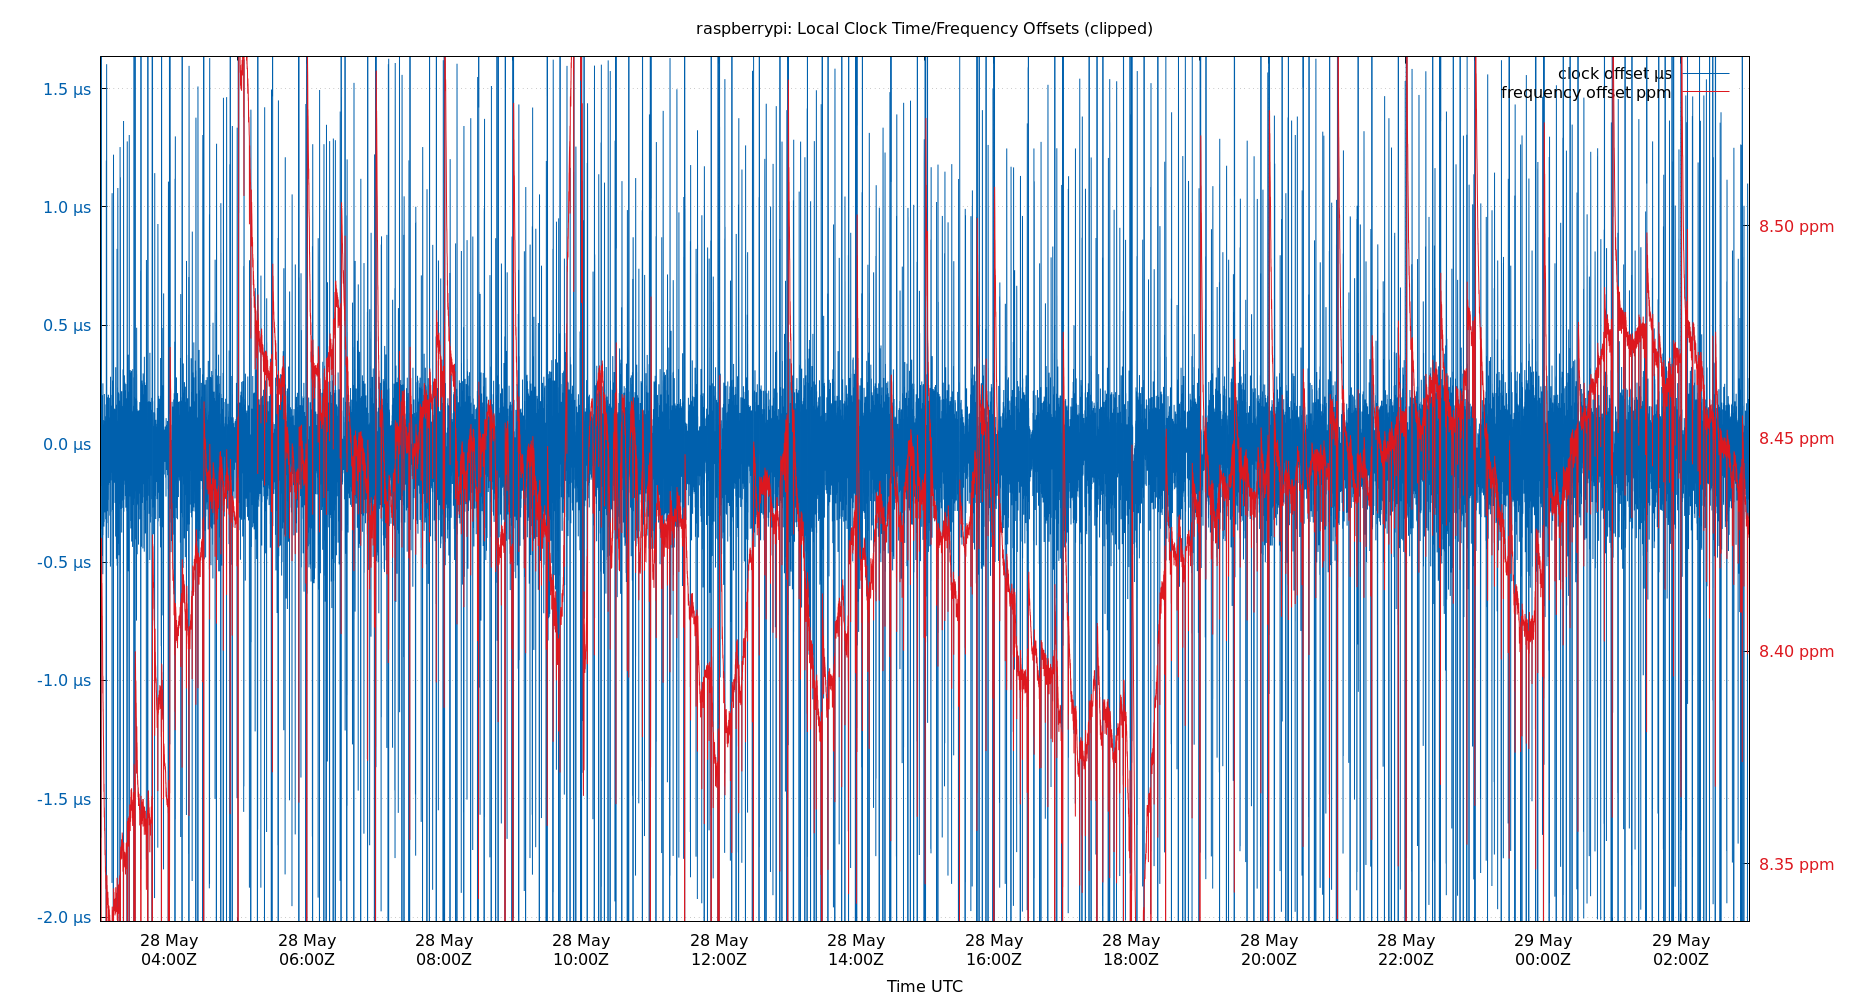 raspberrypi: Local Clock Time/Frequency Offsets (clipped)
clock offset µs
frequency offset ppm
1.5 µs
1.0 µs
0.5 µs
0.0 µs
-0.5 µs
-1.0 µs
-1.5 µs
-2.0 µs
8.50 ppm
8.45 ppm
8.40 ppm
8.35 ppm
28 May 28 May 28 May 28 May 28 May 28 May 28 May 28 May 28 May 28 May 29 May 29 May
04:00Z 06:00Z 08:00Z 10:00Z 12:00Z 14:00Z 16:00Z 18:00Z 20:00Z 22:00Z 00:00Z 02:00Z
Time UTC